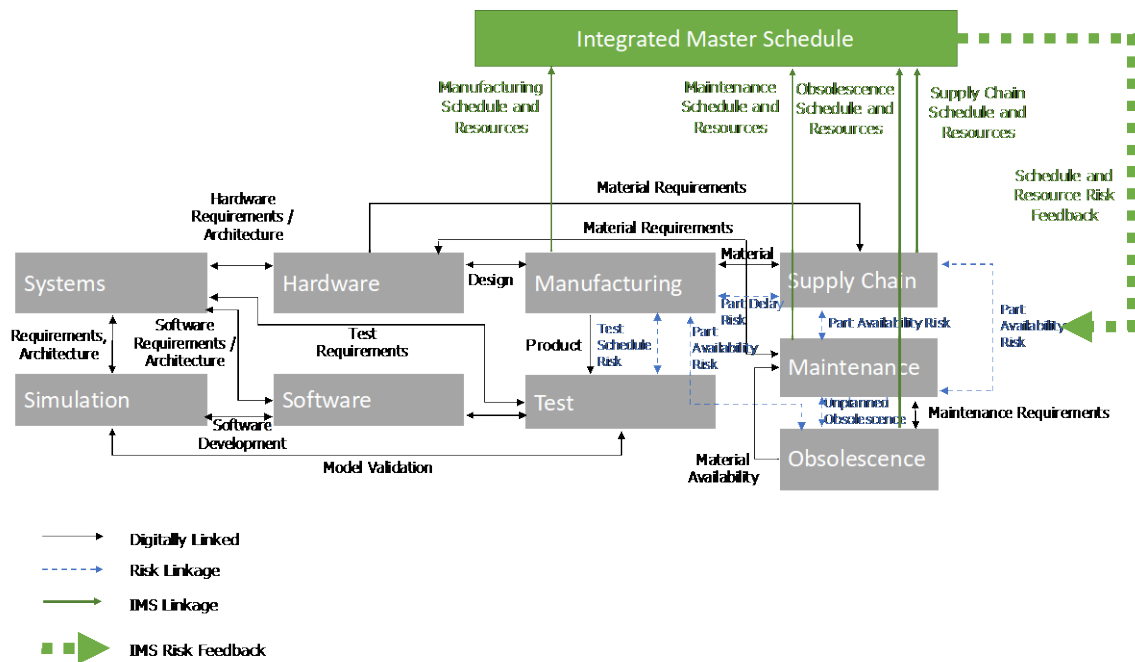 Integrated Master Schedule
Manufacturing
Schedule and
Resources
Maintenance
Schedule and
Resources
Obsolescence
Schedule and
Resources
Supply Chain
Schedule and
Resources
Schedule and
Resource Risk
Feedback
Hardware
Requirements /
Architecture
Material Requirements
Material Requirements
Systems
Hardware
Design
Manufacturing
Material
Supply Chain
Part Delay
Risk
Part Availability Risk
Part
Availability
Risk
Requirements,
Architecture
Software
Requirements /
Architecture
Test
Requirements
Product
Test
Schedule
Risk
Part
Availability
Risk
Maintenance
Simulation
Software
Development
Software
Test
Unplanned
Obsolescence
Maintenance Requirements
Model Validation
Material
Availability
Obsolescence
Digitally Linked
Risk Linkage
IMS Linkage
IMS Risk Feedback